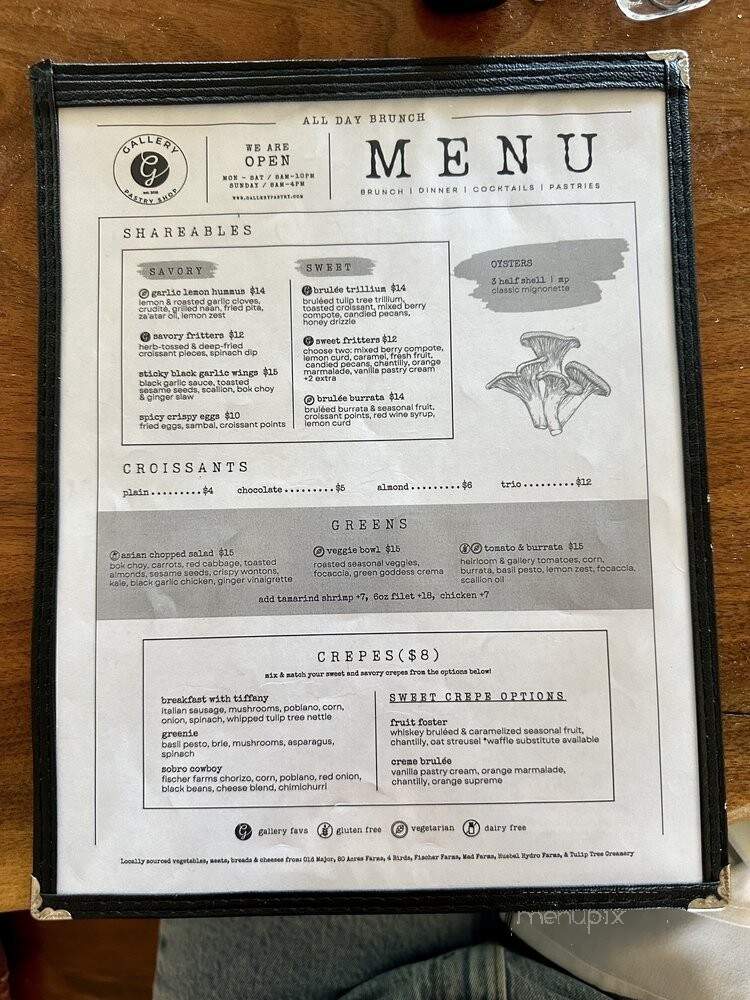 ALL DAY BRUNCH
GALLERY
G
est. 2012
PASTRY SHOP
WE ARE
OPEN
MON - SAT / 8AM-10PM
SUNDAY / 8AM-4PM
WWW.GALLERYPASTRY.COM
MENU
BRUNCH | DINNER | COCKTAILS | PASTRIES
SHAREABLES
SAVORY
garlic lemon hummus $14
lemon & roasted garlic cloves,
crudité, grilled naan, fried pita,
za'atar oil, lemon zest
savory fritters $12
herb-tossed & deep-fried
croissant pieces, spinach dip
sticky black garlic wings $15
black garlic sauce, toasted
sesame seeds, scallion, bok choy
& ginger slaw
spicy crispy eggs $10
fried eggs, sambal, croissant points
SWEET
brulée trillium $14
bruléed tulip tree trillium,
toasted croissant, mixed berry
compote, candied pecans,
honey drizzle
sweet fritters $12
choose two: mixed berry compote,
lemon curd, caramel, fresh fruit,
candied pecans, chantilly, orange
marmalade, vanilla pastry cream
+2 extra
brulée burrata $14
bruléed burrata & seasonal fruit,
croissant points, red wine syrup,
lemon curd
OYSTERS
3 half shell | mp
classic mignonette
CROISSANTS
plain.........$4 chocolate.........$5 almond.........$6 trio.........$12
GREENS
asian chopped salad $15
bok choy, carrots, red cabbage, toasted
almonds, sesame seeds, crispy wontons,
kale, black garlic chicken, ginger vinaigrette
veggie bowl $15
roasted seasonal veggies,
focaccia, green goddess crema
tomato & burrata $15
heirloom & gallery tomatoes, corn,
burrata, basil pesto, lemon zest, focaccia,
scallion oil
add tamarind shrimp +7, 6oz filet +18, chicken +7
CREPES($8)
mix & match your sweet and savory crepes from the options below!
breakfast with tiffany
italian sausage, mushrooms, poblano, corn,
onion, spinach, whipped tulip tree nettle
greenie
basil pesto, brie, mushrooms, asparagus,
spinach
sobro cowboy
fischer farms chorizo, corn, poblano, red onion,
black beans, cheese blend, chimichurri
SWEET CREPE OPTIONS
fruit foster
whiskey bruléed & caramelized seasonal fruit,
chantilly, oat streusel *waffle substitute available
creme brulée
vanilla pastry cream, orange marmalade,
chantilly, orange supreme
gallery favs gluten free vegetarian dairy free
Locally sourced vegetables, meats, breads & cheeses from: Old Major, 80 Acres Farms, 4 Birds, Fischer Farms, Mad Farms, Husbel Hydro Farms, & Tulip Tree Creamery
menupix